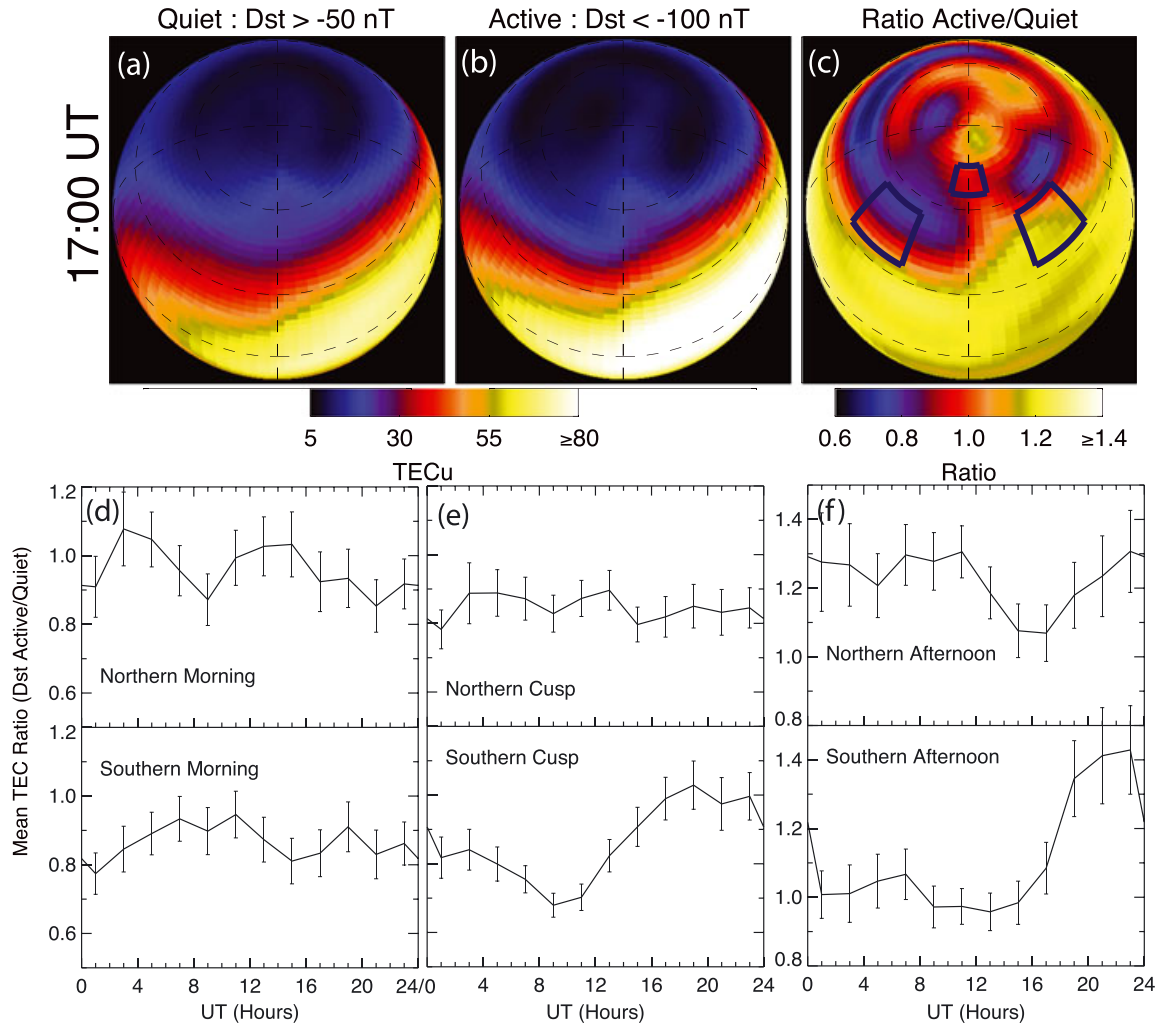 Quiet : Dst > -50 nT
Active : Dst < -100 nT
Ratio Active/Quiet
17:00 UT
(a)
(b)
(c)
5 30 55 ≥80
0.6 0.8 1.0 1.2 ≥1.4
TECu
Ratio
Mean TEC Ratio (Dst Active/Quiet)
1.2
1.0
0.8
0.6
(d)
Northern Morning
(e)
Northern Cusp
1.4
1.2
1.0
0.8
(f)
Northern Afternoon
1.2
1.0
0.8
0.6
Southern Morning
Southern Cusp
1.4
1.2
1.0
0.8
Southern Afternoon
0 4 8 12 16 20 24/0 4 8 12 16 20 24
0 4 8 12 16 20 24
UT (Hours)
UT (Hours)
UT (Hours)